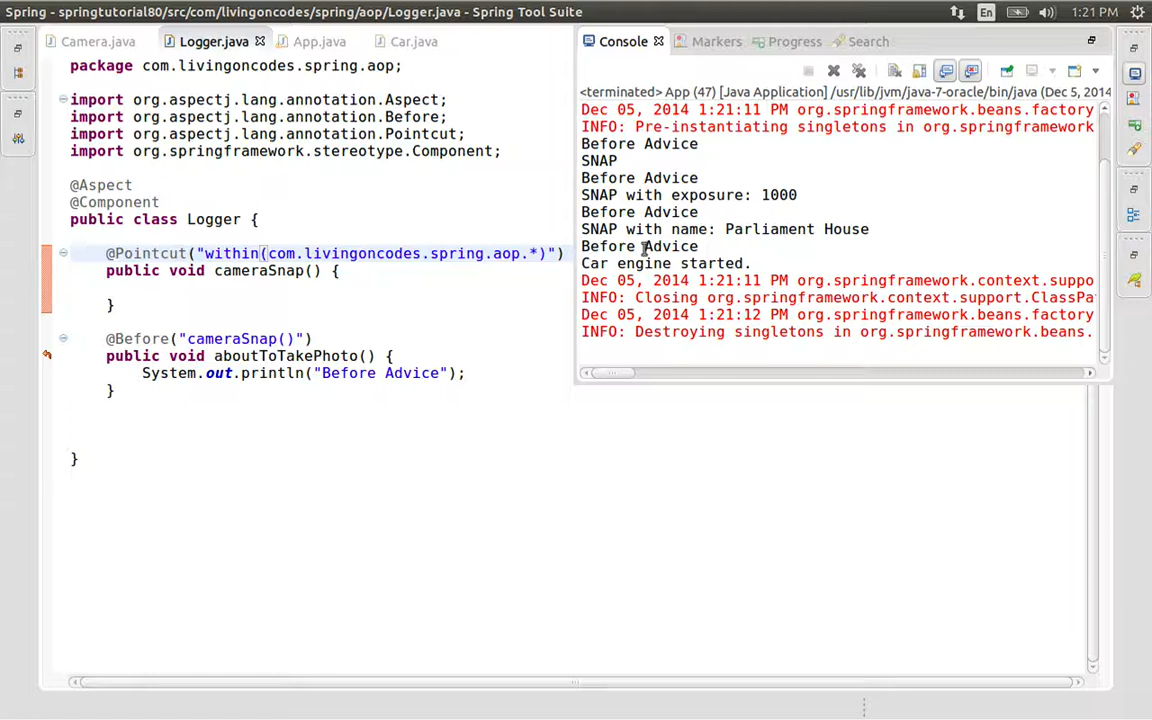 Spring - springtutorial80/src/com/livingoncodes/spring/aop/Logger.java - Spring Tool Suite
En
1:21 PM
Camera.java
Logger.java
App.java
Car.java
package com.livingoncodes.spring.aop;
import org.aspectj.lang.annotation.Aspect;
import org.aspectj.lang.annotation.Before;
import org.aspectj.lang.annotation.Pointcut;
import org.springframework.stereotype.Component;
@Aspect
@Component
public class Logger {
@Pointcut("within(com.livingoncodes.spring.aop.*)")
public void cameraSnap() {
}
@Before("cameraSnap()")
public void aboutToTakePhoto() {
System.out.println("Before Advice");
}
}
Console
Markers
Progress
Search
<terminated> App (47) [Java Application] /usr/lib/jvm/java-7-oracle/bin/java (Dec 5, 2014
Dec 05, 2014 1:21:11 PM org.springframework.beans.factory
INFO: Pre-instantiating singletons in org.springframework
Before Advice
SNAP
Before Advice
SNAP with exposure: 1000
Before Advice
SNAP with name: Parliament House
Before Advice
Car engine started.
Dec 05, 2014 1:21:11 PM org.springframework.context.suppo
INFO: Closing org.springframework.context.support.ClassPa
Dec 05, 2014 1:21:12 PM org.springframework.beans.factory
INFO: Destroying singletons in org.springframework.beans.